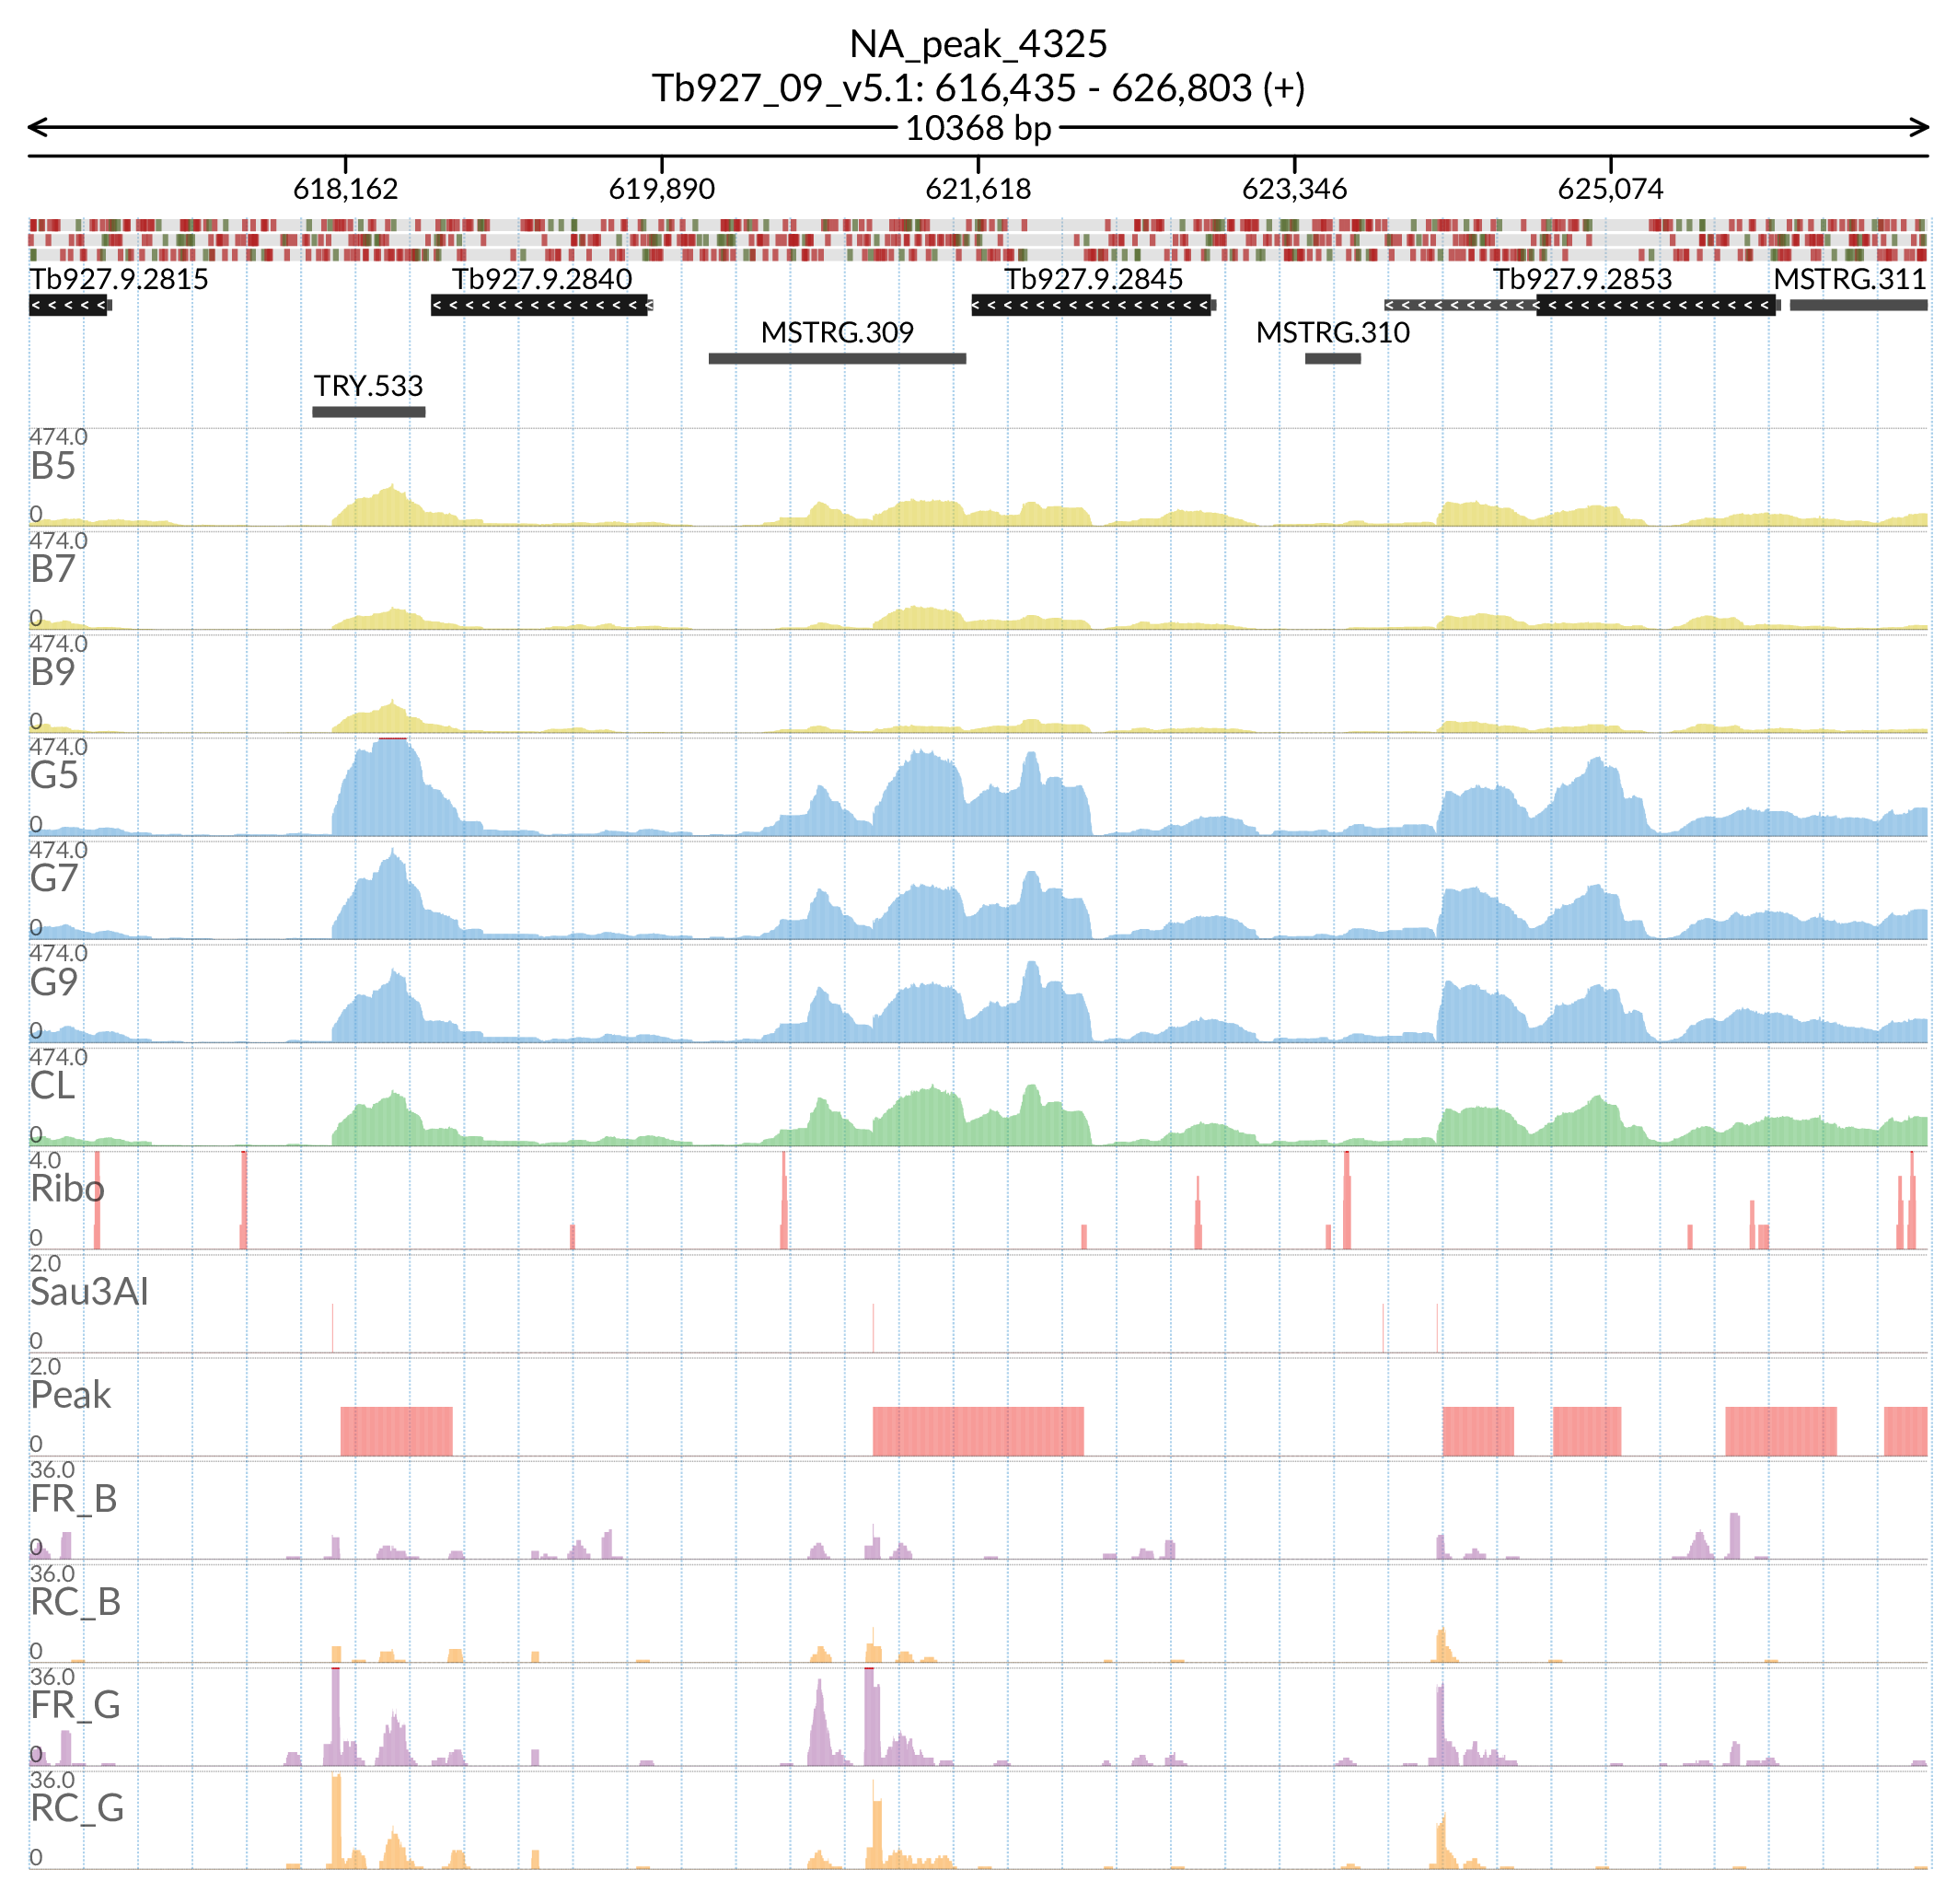 NA_peak_4325
Tb927_09_v5.1: 616,435 - 626,803 (+)
10368 bp
618,162 619,890 621,618 623,346 625,074
Tb927.9.2815 Tb927.9.2840 Tb927.9.2845 Tb927.9.2853 MSTRG.311
MSTRG.309 MSTRG.310
TRY.533
474.0
B5
0
474.0
B7
0
474.0
B9
0
474.0
G5
0
474.0
G7
0
474.0
G9
0
474.0
CL
0
4.0
Ribo
0
2.0
Sau3AI
0
2.0
Peak
0
36.0
FR_B
0
36.0
RC_B
0
36.0
FR_G
0
36.0
RC_G
0